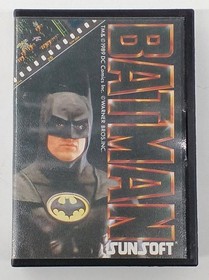 TM & ©1989 DC Comics Inc. ©WARNER BROS.INC.
BATMAN
SUNSOFT